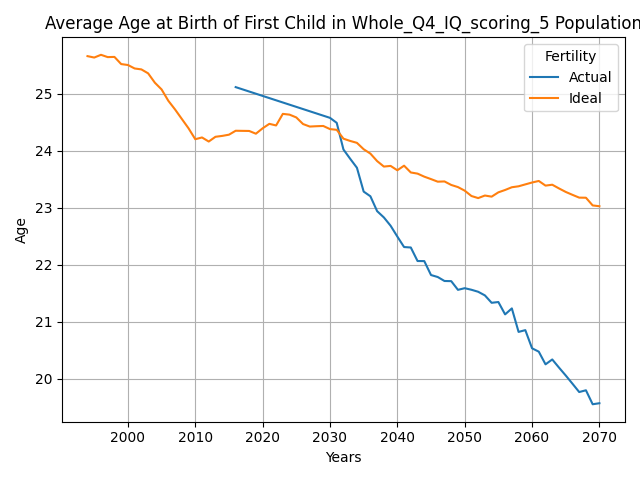 Average Age at Birth of First Child in Whole_Q4_IQ_scoring_5 Population
Fertility
Actual
Ideal
Age
25
24
23
22
21
20
2000 2010 2020 2030 2040 2050 2060 2070
Years